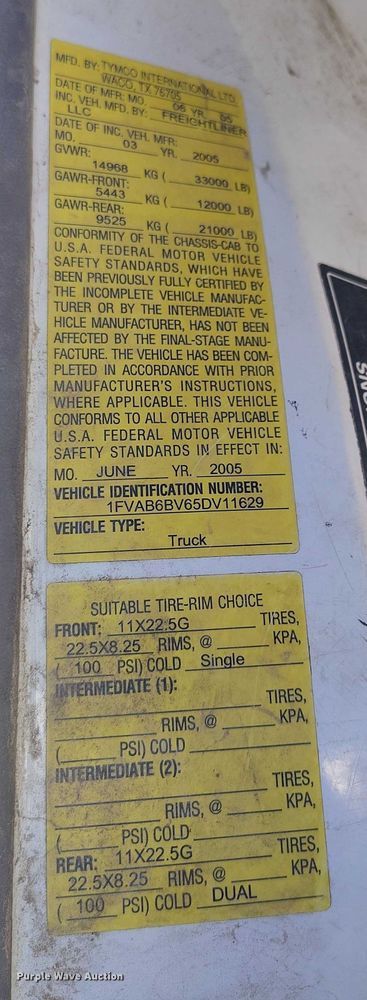 MFD. BY: TYMCO INTERNATIONAL LTD.
WACO, TX 76705
DATE OF MFR: MO. 06 YR. 05
INC. VEH. MFD. BY: FREIGHTLINER
LLC
DATE OF INC. VEH. MFR:
MO. 03 YR. 2005
GVWR:
14968 KG ( 33000 LB)
GAWR-FRONT:
5443 KG ( 12000 LB)
GAWR-REAR:
9525 KG ( 21000 LB)
CONFORMITY OF THE CHASSIS-CAB TO
U.S.A. FEDERAL MOTOR VEHICLE
SAFETY STANDARDS, WHICH HAVE
BEEN PREVIOUSLY FULLY CERTIFIED BY
THE INCOMPLETE VEHICLE MANUFAC-
TURER OR BY THE INTERMEDIATE VE-
HICLE MANUFACTURER, HAS NOT BEEN
AFFECTED BY THE FINAL-STAGE MANU-
FACTURE. THE VEHICLE HAS BEEN COM-
PLETED IN ACCORDANCE WITH PRIOR
MANUFACTURER'S INSTRUCTIONS,
WHERE APPLICABLE. THIS VEHICLE
CONFORMS TO ALL OTHER APPLICABLE
U.S.A. FEDERAL MOTOR VEHICLE
SAFETY STANDARDS IN EFFECT IN:
MO. JUNE YR. 2005
VEHICLE IDENTIFICATION NUMBER:
1FVAB6BV65DV11629
VEHICLE TYPE:
Truck
SUITABLE TIRE-RIM CHOICE
FRONT: 11X22.5G TIRES,
22.5X8.25 RIMS, @ KPA,
( 100 PSI) COLD Single
INTERMEDIATE (1):
TIRES,
RIMS, @ KPA,
( PSI) COLD
INTERMEDIATE (2):
TIRES,
RIMS, @ KPA,
( PSI) COLD
REAR: 11X22.5G TIRES,
22.5X8.25 RIMS, @ KPA,
( 100 PSI) COLD DUAL
Purple Wave Auction